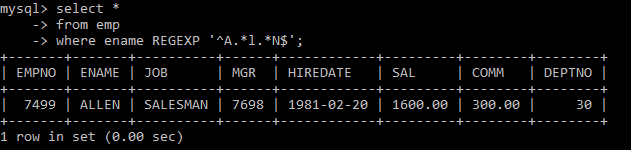 mysql> select *
    -> from emp
    -> where ename REGEXP '^A.*l.*N$';
+-------+-------+----------+------+------------+---------+--------+--------+
| EMPNO | ENAME | JOB      | MGR  | HIREDATE   | SAL     | COMM   | DEPTNO |
+-------+-------+----------+------+------------+---------+--------+--------+
|  7499 | ALLEN | SALESMAN | 7698 | 1981-02-20 | 1600.00 | 300.00 |     30 |
+-------+-------+----------+------+------------+---------+--------+--------+
1 row in set (0.00 sec)